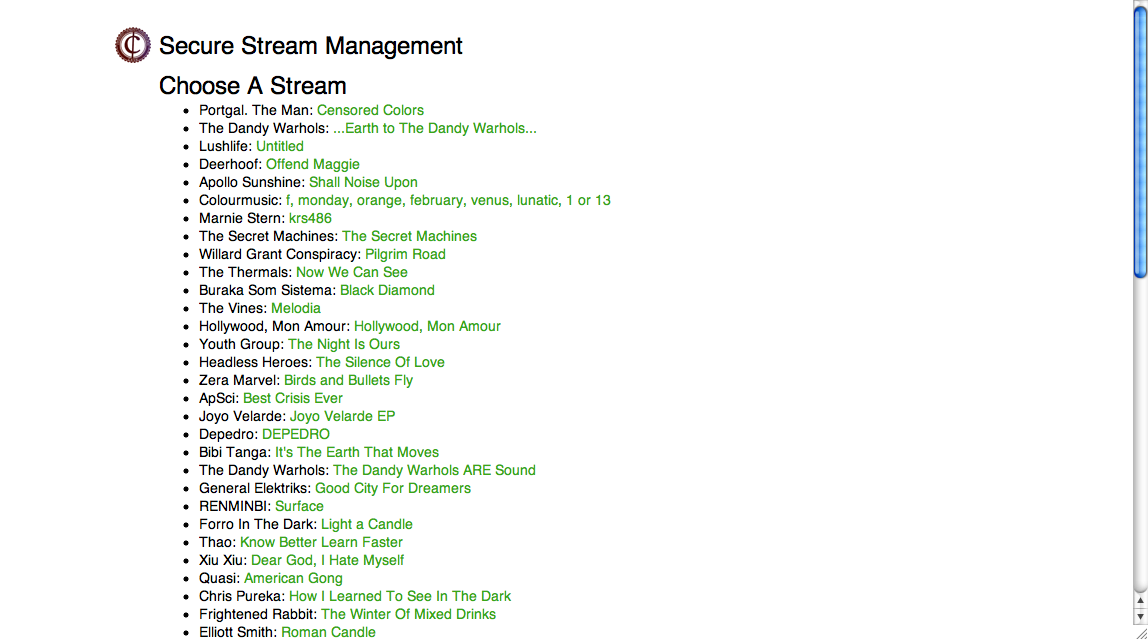 Secure Stream Management
Choose A Stream
Portgal. The Man: Censored Colors
The Dandy Warhols: ...Earth to The Dandy Warhols...
Lushlife: Untitled
Deerhoof: Offend Maggie
Apollo Sunshine: Shall Noise Upon
Colourmusic: f, monday, orange, february, venus, lunatic, 1 or 13
Marnie Stern: krs486
The Secret Machines: The Secret Machines
Willard Grant Conspiracy: Pilgrim Road
The Thermals: Now We Can See
Buraka Som Sistema: Black Diamond
The Vines: Melodia
Hollywood, Mon Amour: Hollywood, Mon Amour
Youth Group: The Night Is Ours
Headless Heroes: The Silence Of Love
Zera Marvel: Birds and Bullets Fly
ApSci: Best Crisis Ever
Joyo Velarde: Joyo Velarde EP
Depedro: DEPEDRO
Bibi Tanga: It's The Earth That Moves
The Dandy Warhols: The Dandy Warhols ARE Sound
General Elektriks: Good City For Dreamers
RENMINBI: Surface
Forro In The Dark: Light a Candle
Thao: Know Better Learn Faster
Xiu Xiu: Dear God, I Hate Myself
Quasi: American Gong
Chris Pureka: How I Learned To See In The Dark
Frightened Rabbit: The Winter Of Mixed Drinks
Elliott Smith: Roman Candle